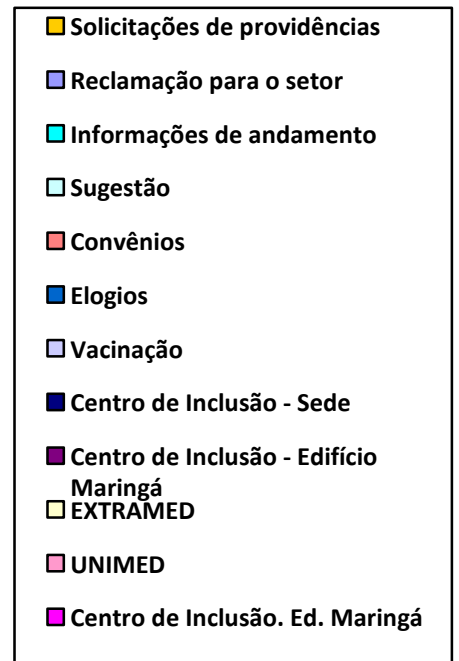 Solicitações de providências
Reclamação para o setor
Informações de andamento
Sugestão
Convênios
Elogios
Vacinação
Centro de Inclusão - Sede
Centro de Inclusão - Edifício
Maringá
EXTRAMED
UNIMED
Centro de Inclusão. Ed. Maringá